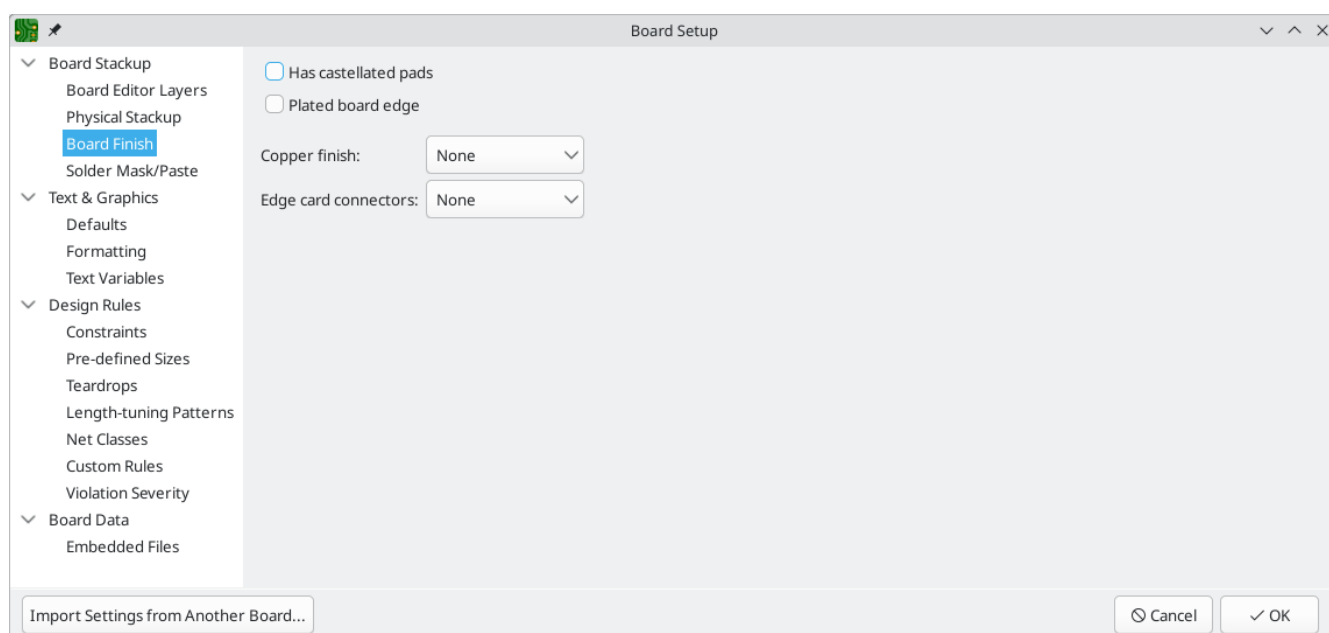 Board Setup
Board Stackup
Board Editor Layers
Physical Stackup
Board Finish
Solder Mask/Paste
Text & Graphics
Defaults
Formatting
Text Variables
Design Rules
Constraints
Pre-defined Sizes
Teardrops
Length-tuning Patterns
Net Classes
Custom Rules
Violation Severity
Board Data
Embedded Files
Has castellated pads
Plated board edge
Copper finish: None
Edge card connectors: None
Import Settings from Another Board...
Cancel
OK